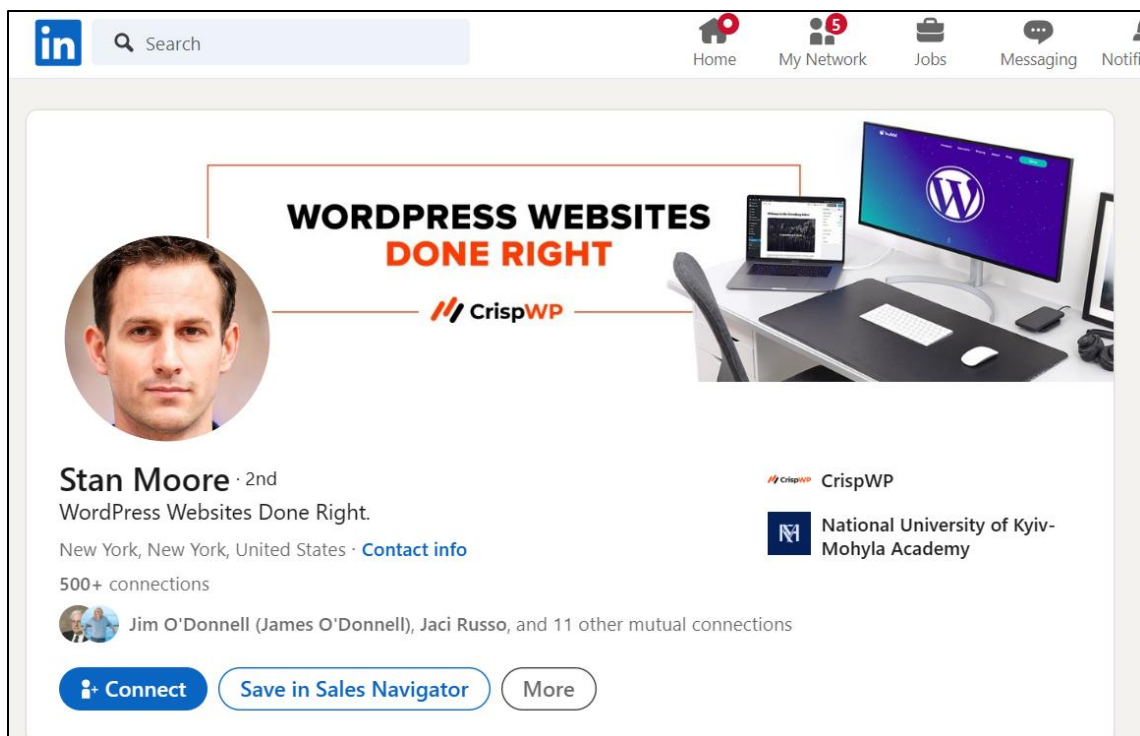 in
Search
Home
5
My Network
Jobs
Messaging
Notifi
WORDPRESS WEBSITES
DONE RIGHT
CrispWP
Stan Moore · 2nd
WordPress Websites Done Right.
New York, New York, United States · Contact info
500+ connections
Jim O'Donnell (James O'Donnell), Jaci Russo, and 11 other mutual connections
Connect
Save in Sales Navigator
More
CrispWP CrispWP
National University of Kyiv-
Mohyla Academy